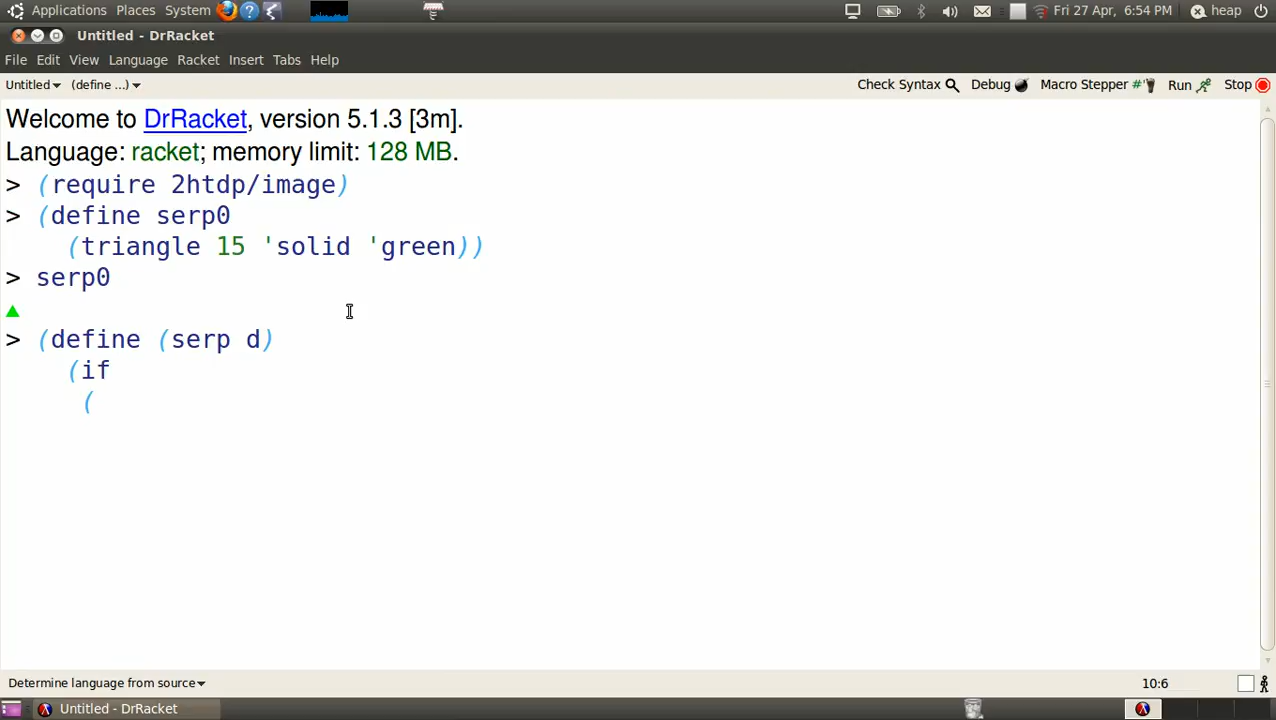 Applications Places System Fri 27 Apr, 6:54 PM heap
Untitled - DrRacket
File Edit View Language Racket Insert Tabs Help
Untitled (define ...) Check Syntax Debug Macro Stepper #' Run Stop
Welcome to DrRacket, version 5.1.3 [3m].
Language: racket; memory limit: 128 MB.
> (require 2htdp/image)
> (define serp0
(triangle 15 'solid 'green))
> serp0
> (define (serp d)
(if
(
Determine language from source 10:6
Untitled - DrRacket